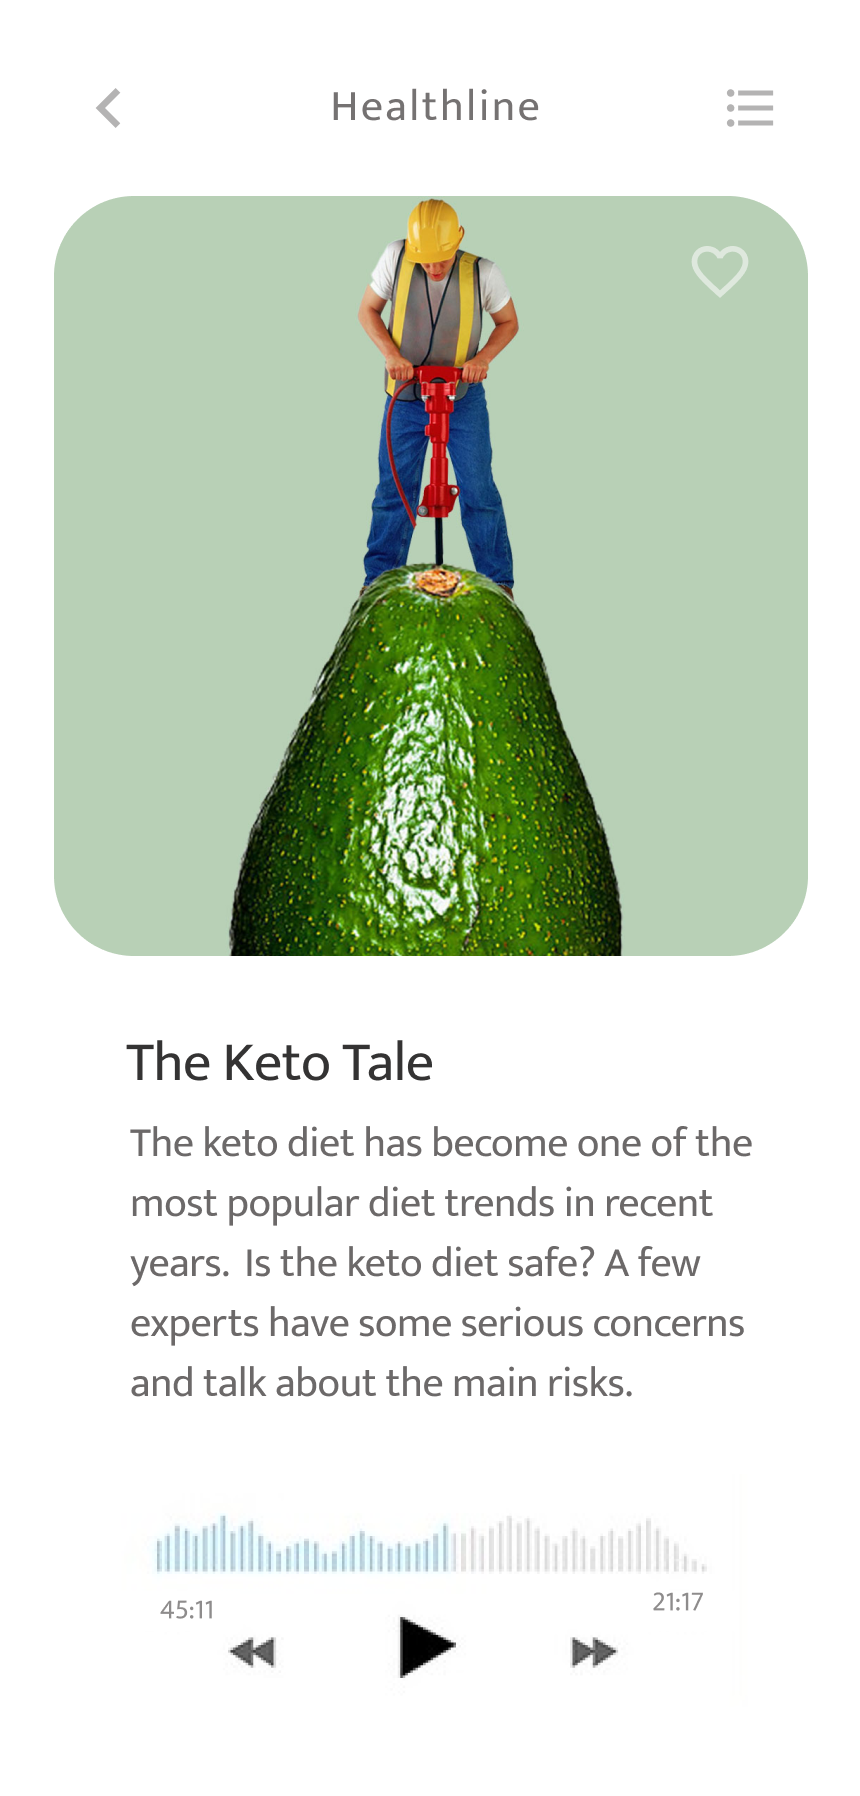 Healthline
The Keto Tale
The keto diet has become one of the
most popular diet trends in recent
years. Is the keto diet safe? A few
experts have some serious concerns
and talk about the main risks.
45:11
21:17